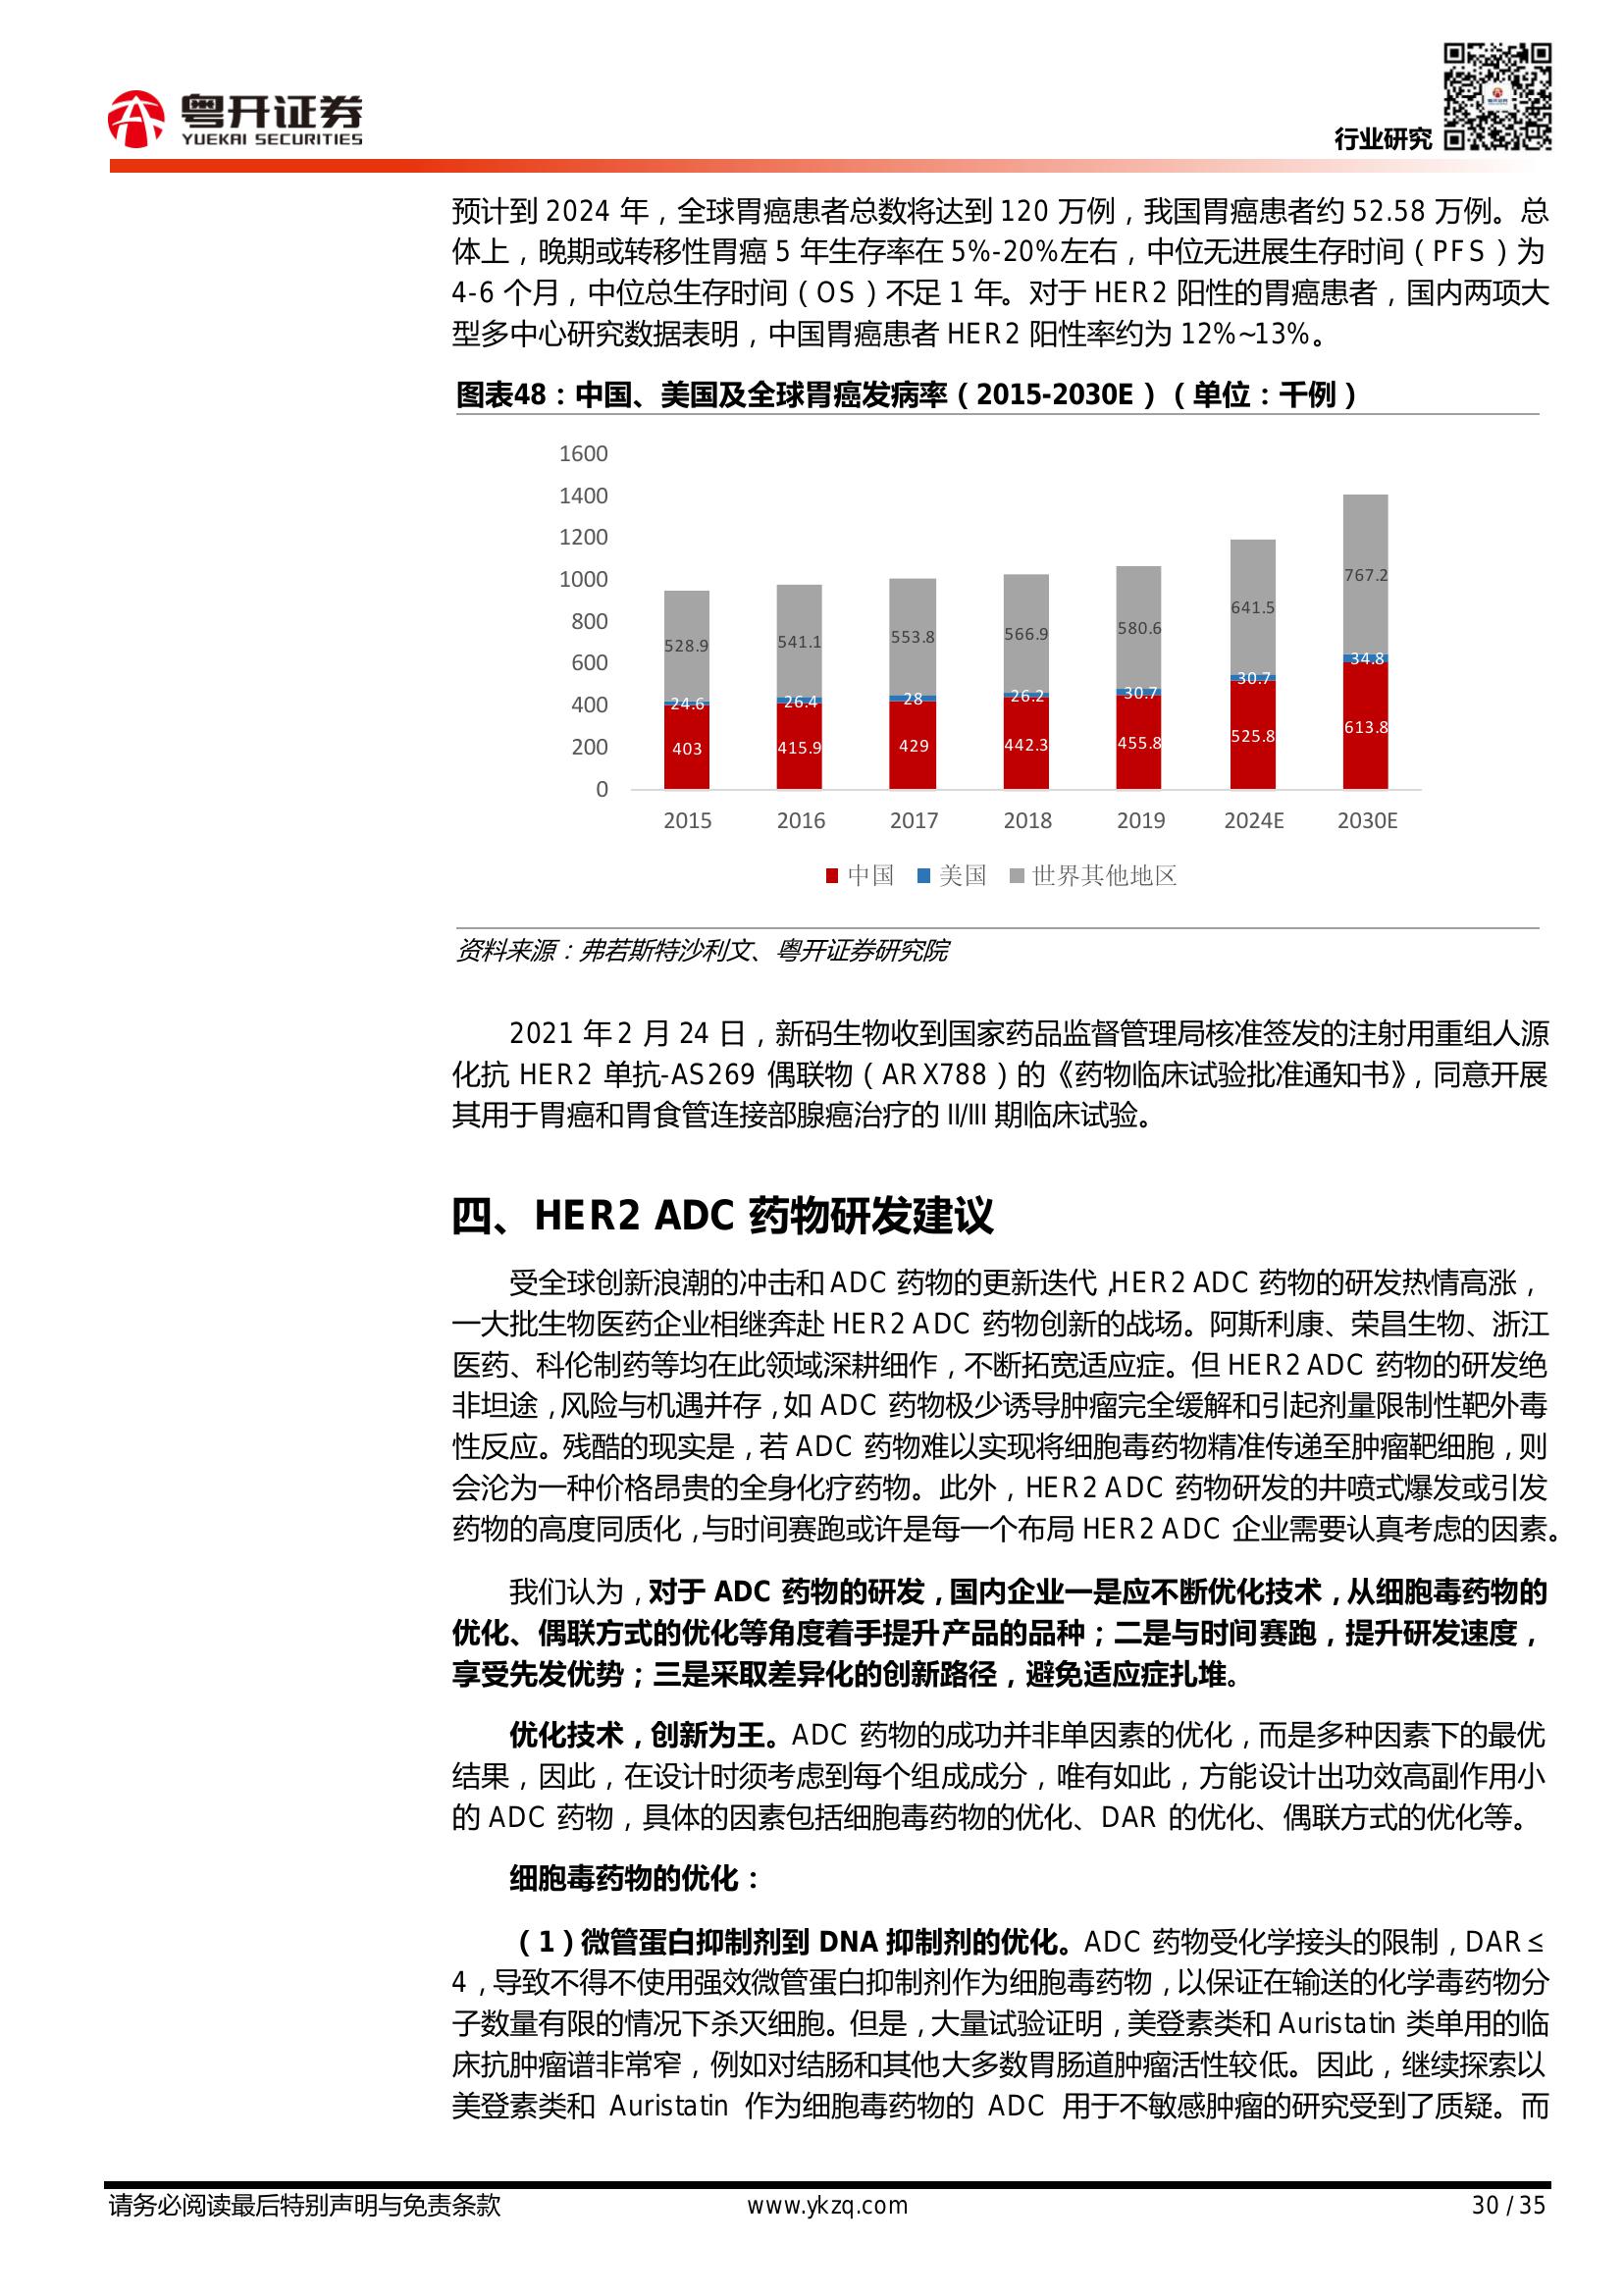 粤开证券
YUEKAI SECURITIES
行业研究
预计到 2024 年，全球胃癌患者总数将达到 120 万例，我国胃癌患者约 52.58 万例。总
体上，晚期或转移性胃癌 5 年生存率在 5%-20%左右，中位无进展生存时间（PFS）为
4-6 个月，中位总生存时间（OS）不足 1 年。对于 HER2 阳性的胃癌患者，国内两项大
型多中心研究数据表明，中国胃癌患者 HER2 阳性率约为 12%~13%。
图表48：中国、美国及全球胃癌发病率（2015-2030E）（单位：千例）
1600
1400
1200
1000
800
600
400
200
0
528.9 541.1 553.8 566.9 580.6 641.5 767.2
24.6 26.4 28 26.2 30.7 30.7 34.8
403 415.9 429 442.3 455.8 525.8 613.8
2015 2016 2017 2018 2019 2024E 2030E
中国 美国 世界其他地区
资料来源：弗若斯特沙利文、粤开证券研究院
2021 年 2 月 24 日，新码生物收到国家药品监督管理局核准签发的注射用重组人源
化抗 HER2 单抗-AS269 偶联物（ARX788）的《药物临床试验批准通知书》，同意开展
其用于胃癌和胃食管连接部腺癌治疗的 II/III 期临床试验。
四、HER2 ADC 药物研发建议
受全球创新浪潮的冲击和 ADC 药物的更新迭代，HER2 ADC 药物的研发热情高涨，
一大批生物医药企业相继奔赴 HER2 ADC 药物创新的战场。阿斯利康、荣昌生物、浙江
医药、科伦制药等均在此领域深耕细作，不断拓宽适应症。但 HER2 ADC 药物的研发绝
非坦途，风险与机遇并存，如 ADC 药物极少诱导肿瘤完全缓解和引起剂量限制性靶外毒
性反应。残酷的现实是，若 ADC 药物难以实现将细胞毒药物精准传递至肿瘤靶细胞，则
会沦为一种价格昂贵的全身化疗药物。此外，HER2 ADC 药物研发的井喷式爆发或引发
药物的高度同质化，与时间赛跑或许是每一个布局 HER2 ADC 企业需要认真考虑的因素。
我们认为，对于 ADC 药物的研发，国内企业一是应不断优化技术，从细胞毒药物的
优化、偶联方式的优化等角度着手提升产品的品种；二是与时间赛跑，提升研发速度，
享受先发优势；三是采取差异化的创新路径，避免适应症扎堆。
优化技术，创新为王。ADC 药物的成功并非单因素的优化，而是多种因素下的最优
结果，因此，在设计时须考虑到每个组成成分，唯有如此，方能设计出功效高副作用小
的 ADC 药物，具体的因素包括细胞毒药物的优化、DAR 的优化、偶联方式的优化等。
细胞毒药物的优化：
（1）微管蛋白抑制剂到 DNA 抑制剂的优化。ADC 药物受化学接头的限制，DAR≤
4，导致不得不使用强效微管蛋白抑制剂作为细胞毒药物，以保证在输送的化学毒药物分
子数量有限的情况下杀灭细胞。但是，大量试验证明，美登素类和 Auristatin 类单用的临
床抗肿瘤谱非常窄，例如对结肠和其他大多数胃肠道肿瘤活性较低。因此，继续探索以
美登素类和 Auristatin 作为细胞毒药物的 ADC 用于不敏感肿瘤的研究受到了质疑。而
请务必阅读最后特别声明与免责条款 www.ykzq.com 30 / 35